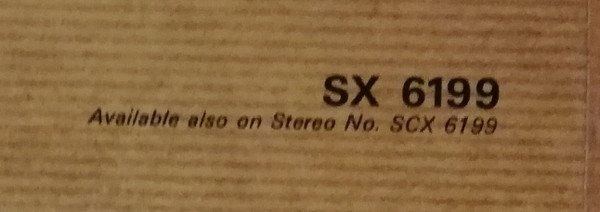 SX 6199
Available also on Stereo No. SCX 6199